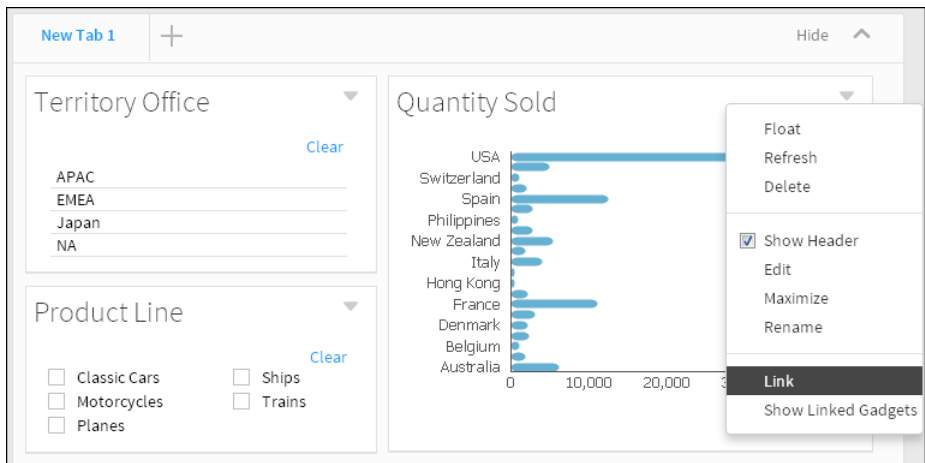 New Tab 1
Hide
Territory Office
Clear
APAC
EMEA
Japan
NA
Product Line
Clear
Classic Cars
Ships
Motorcycles
Trains
Planes
Quantity Sold
USA
Switzerland
Spain
Philippines
New Zealand
Italy
Hong Kong
France
Denmark
Belgium
Australia
0 10,000 20,000
Float
Refresh
Delete
Show Header
Edit
Maximize
Rename
Link
Show Linked Gadgets